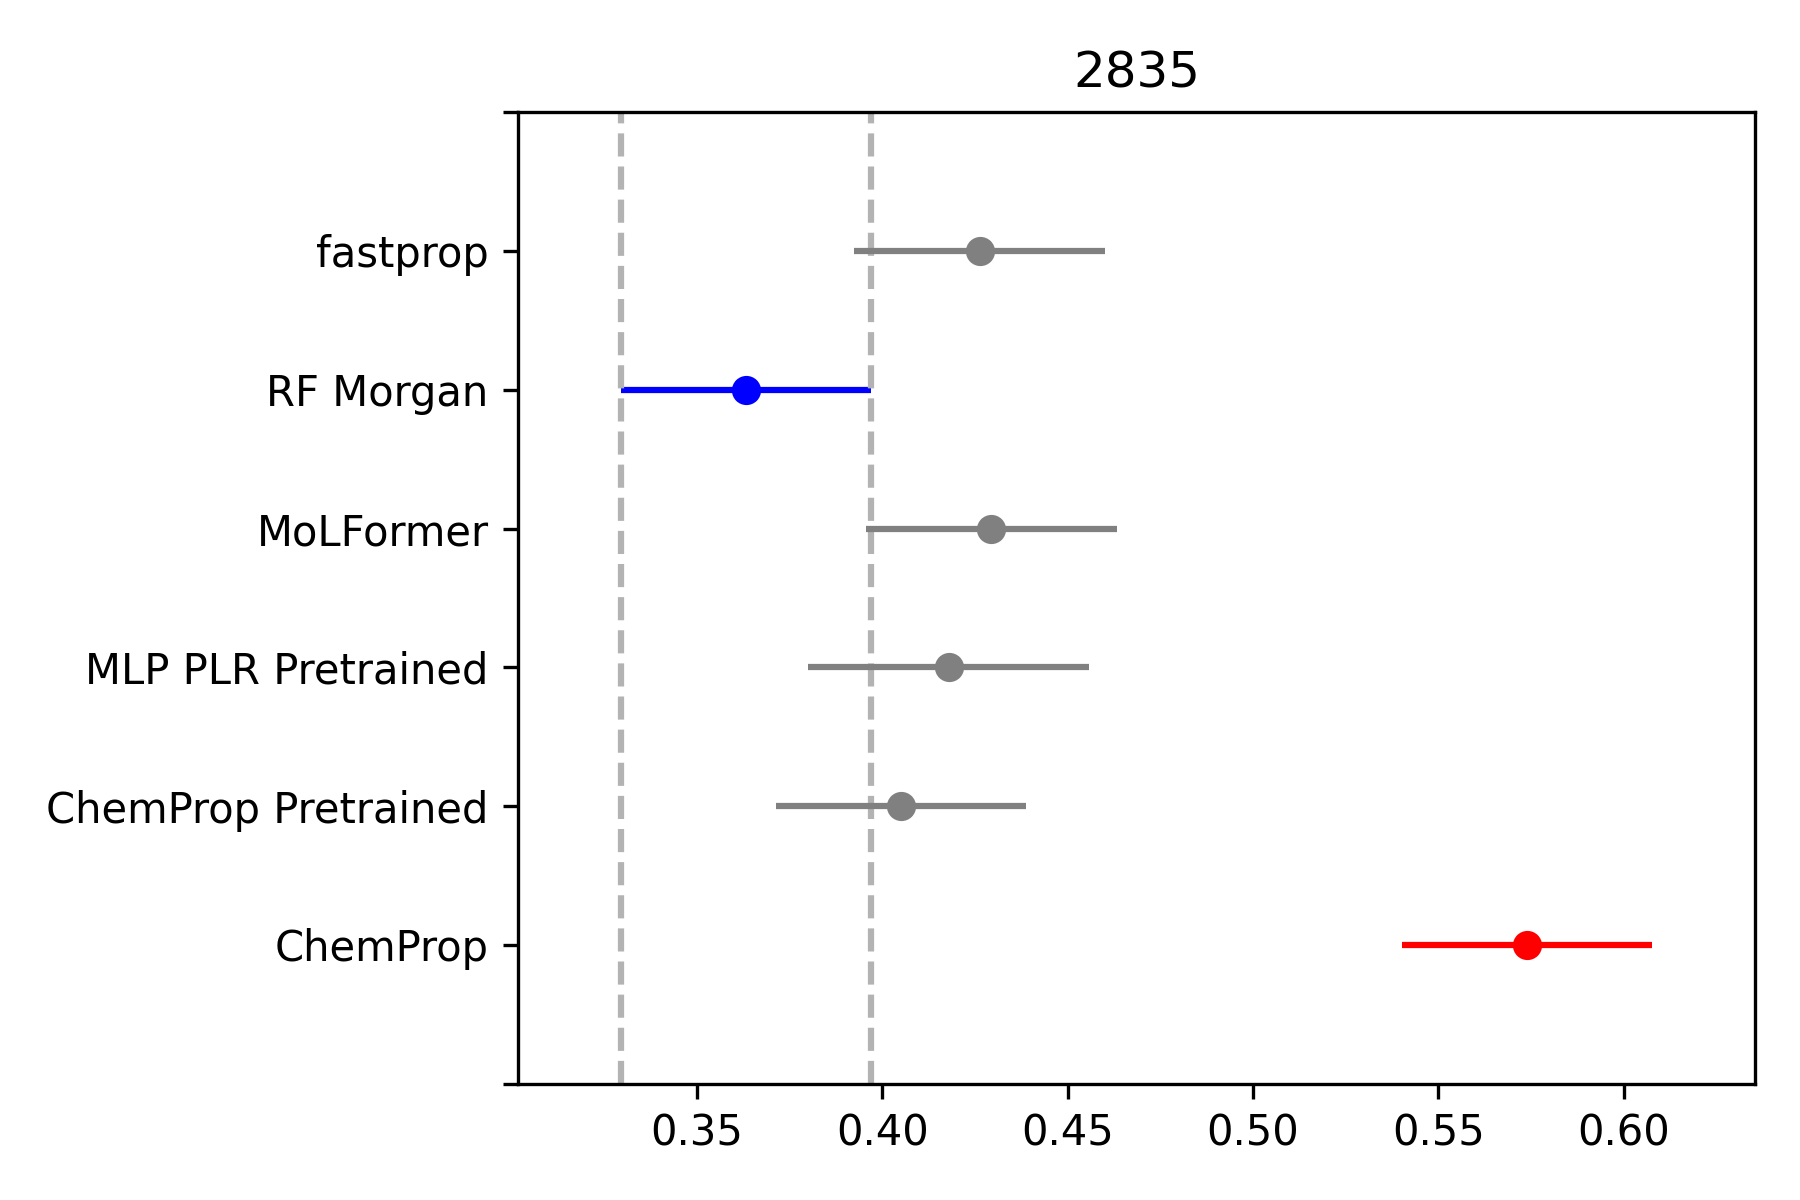 2835
fastprop
RF Morgan
MoLFormer
MLP PLR Pretrained
ChemProp Pretrained
ChemProp
0.35 0.40 0.45 0.50 0.55 0.60